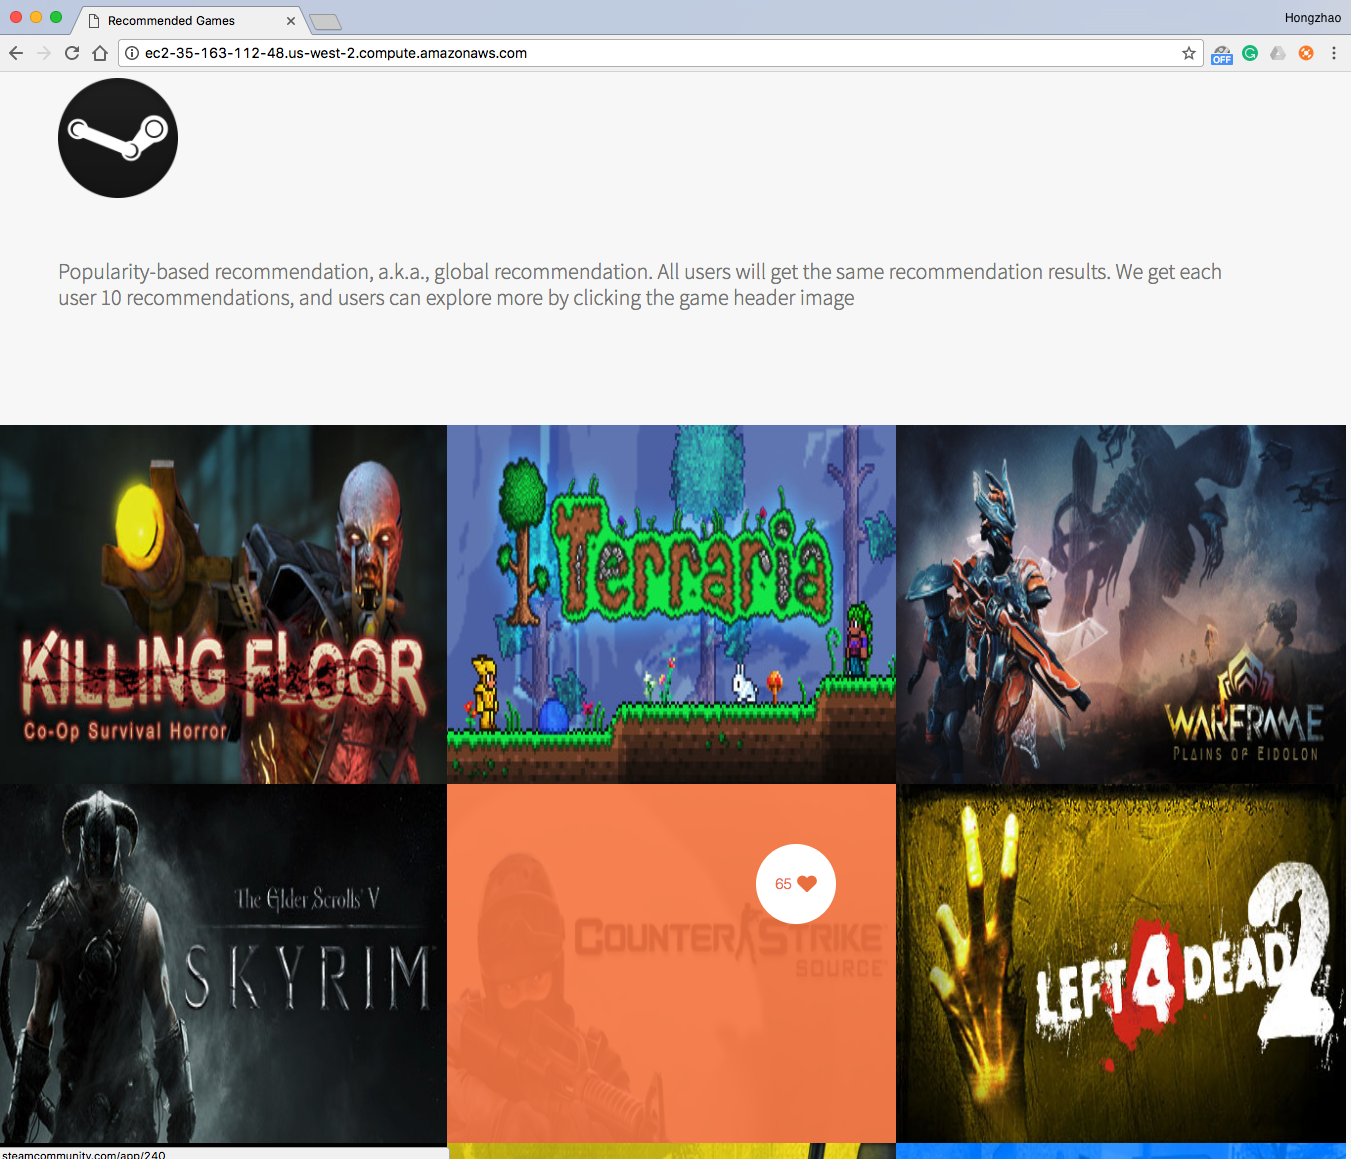 Recommended Games
Hongzhao
ec2-35-163-112-48.us-west-2.compute.amazonaws.com
OFF
Popularity-based recommendation, a.k.a., global recommendation. All users will get the same recommendation results. We get each
user 10 recommendations, and users can explore more by clicking the game header image
KILLING FLOOR
Co-Op Survival Horror
Terraria
WARFRAME
PLAINS OF EIDOLON
The Elder Scrolls V
SKYRIM
65
COUNTER STRIKE
SOURCE
LEFT 4 DEAD 2
steamcommunity.com/app/240